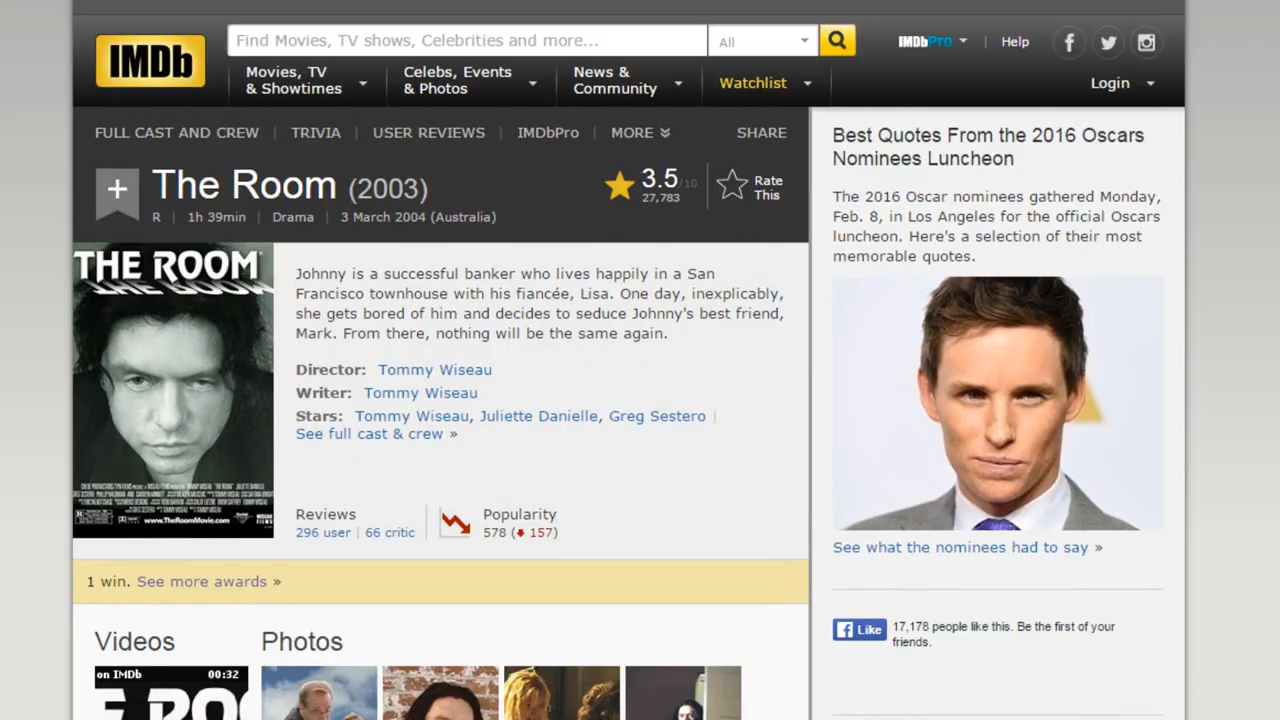 IMDb
Find Movies, TV shows, Celebrities and more...
All
IMDbPro
Help
Movies, TV
& Showtimes
Celebs, Events
& Photos
News &
Community
Watchlist
Login
FULL CAST AND CREW
TRIVIA
USER REVIEWS
IMDbPro
MORE
SHARE
The Room (2003)
3.5/10
27,783
Rate
This
R | 1h 39min | Drama | 3 March 2004 (Australia)
THE ROOM
www.TheRoomMovie.com
Johnny is a successful banker who lives happily in a San
Francisco townhouse with his fiancée, Lisa. One day, inexplicably,
she gets bored of him and decides to seduce Johnny's best friend,
Mark. From there, nothing will be the same again.
Director: Tommy Wiseau
Writer: Tommy Wiseau
Stars: Tommy Wiseau, Juliette Danielle, Greg Sestero |
See full cast & crew »
Reviews
296 user | 66 critic
Popularity
578 (157)
1 win. See more awards »
Videos
Photos
on IMDb 00:32
Best Quotes From the 2016 Oscars
Nominees Luncheon
The 2016 Oscar nominees gathered Monday,
Feb. 8, in Los Angeles for the official Oscars
luncheon. Here's a selection of their most
memorable quotes.
See what the nominees had to say »
Like
17,178 people like this. Be the first of your
friends.